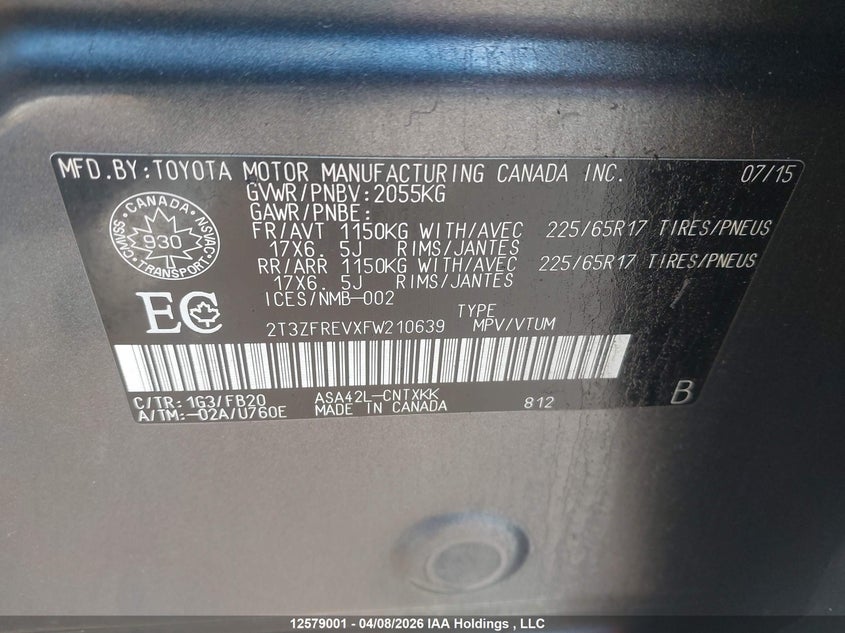 MFD.BY:TOYOTA MOTOR MANUFACTURING CANADA INC. 07/15
GVWR/PNBV:2055KG
GAWR/PNBE:
FR/AVT 1150KG WITH/AVEC 225/65R17 TIRES/PNEUS
17X6. 5J RIMS/JANTES
RR/ARR 1150KG WITH/AVEC 225/65R17 TIRES/PNEUS
17X6. 5J RIMS/JANTES
ICES/NMB-002
CANADA
CMVSS 930 NSVAC
TRANSPORT
EC
TYPE
2T3ZFREVXFW210639 MPV/VTUM
C/TR: 1G3/FB20 ASA42L-CNTXKK 812 B
A/TM:-02A/U760E MADE IN CANADA
12579001 - 04/08/2026 IAA Holdings , LLC